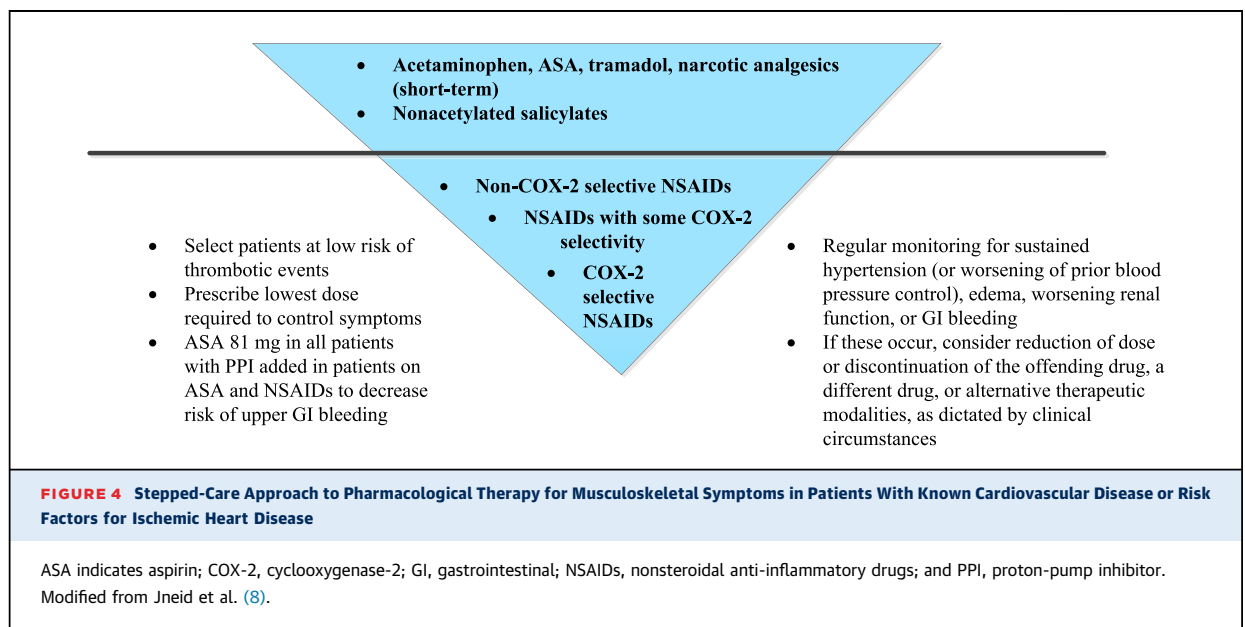 • Acetaminophen, ASA, tramadol, narcotic analgesics
(short-term)
• Nonacetylated salicylates
• Non-COX-2 selective NSAIDs
• NSAIDs with some COX-2
selectivity
• COX-2
selective
NSAIDs
• Select patients at low risk of
thrombotic events
• Prescribe lowest dose
required to control symptoms
• ASA 81 mg in all patients
with PPI added in patients on
ASA and NSAIDs to decrease
risk of upper GI bleeding
• Regular monitoring for sustained
hypertension (or worsening of prior blood
pressure control), edema, worsening renal
function, or GI bleeding
• If these occur, consider reduction of dose
or discontinuation of the offending drug, a
different drug, or alternative therapeutic
modalities, as dictated by clinical
circumstances
FIGURE 4 Stepped-Care Approach to Pharmacological Therapy for Musculoskeletal Symptoms in Patients With Known Cardiovascular Disease or Risk
Factors for Ischemic Heart Disease
ASA indicates aspirin; COX-2, cyclooxygenase-2; GI, gastrointestinal; NSAIDs, nonsteroidal anti-inflammatory drugs; and PPI, proton-pump inhibitor.
Modified from Jneid et al. (8).